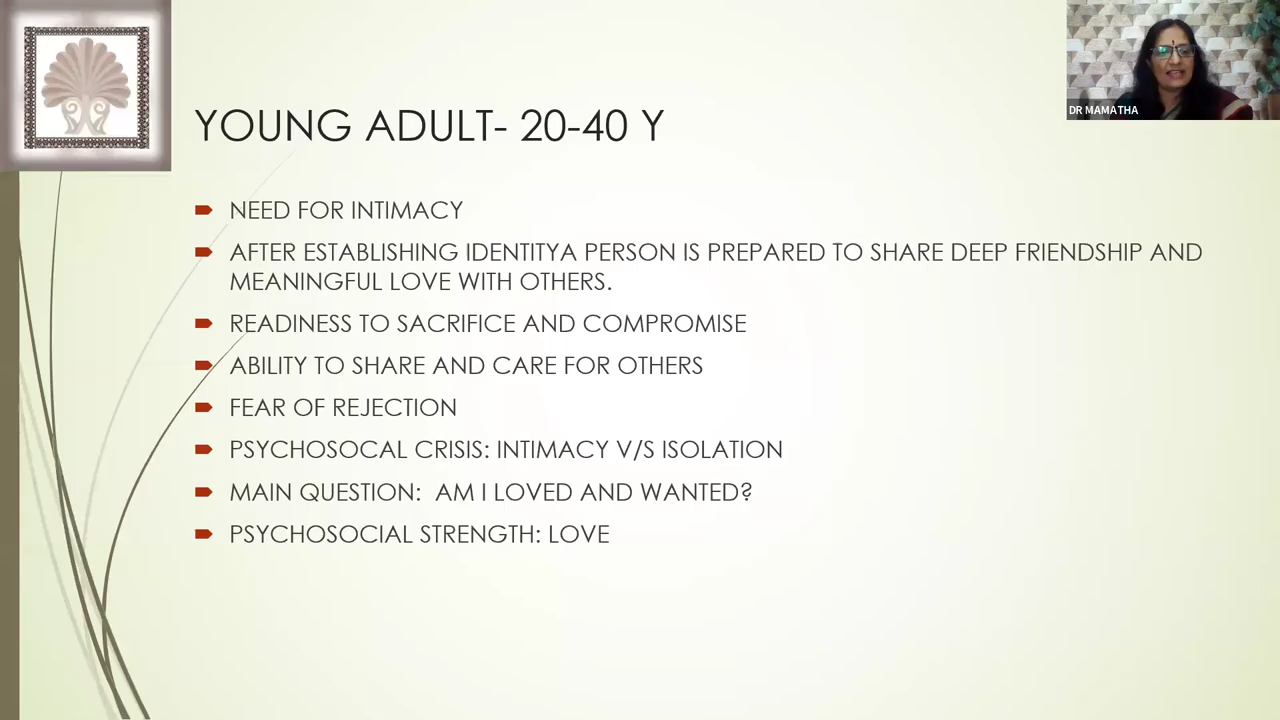 DR MAMATHA
YOUNG ADULT- 20-40 Y
NEED FOR INTIMACY
AFTER ESTABLISHING IDENTITYA PERSON IS PREPARED TO SHARE DEEP FRIENDSHIP AND
MEANINGFUL LOVE WITH OTHERS.
READINESS TO SACRIFICE AND COMPROMISE
ABILITY TO SHARE AND CARE FOR OTHERS
FEAR OF REJECTION
PSYCHOSOCAL CRISIS: INTIMACY V/S ISOLATION
MAIN QUESTION:  AM I LOVED AND WANTED?
PSYCHOSOCIAL STRENGTH: LOVE